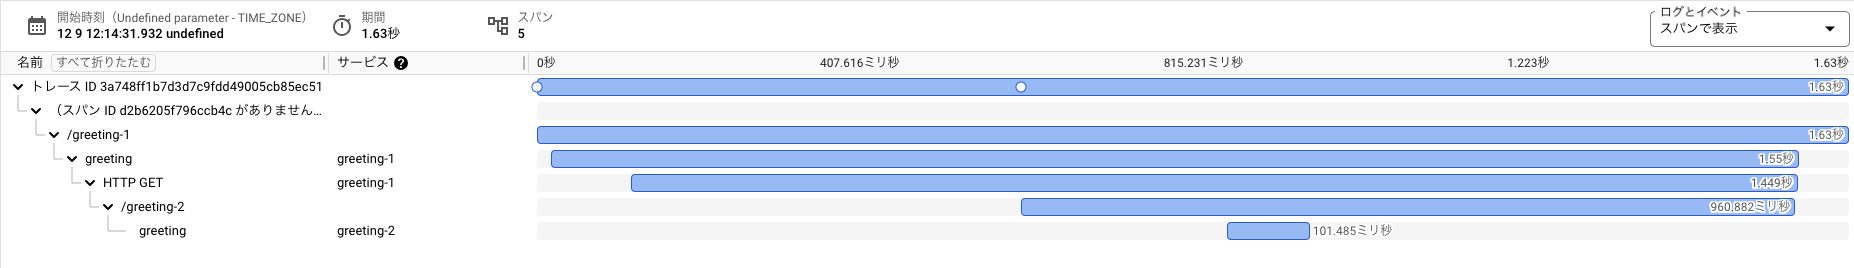 開始時刻（Undefined parameter - TIME_ZONE） 期間 スパン ログとイベント
12 9 12:14:31.932 undefined 1.63秒 5 スパンで表示
名前 すべて折りたたむ サービス ? 0秒 407.616ミリ秒 815.231ミリ秒 1.223秒 1.63秒
トレース ID 3a748ff1b7d3d7c9fdd49005cb85ec51 1.63秒
（スパン ID d2b6205f796ccb4c がありません...
/greeting-1 1.63秒
greeting greeting-1 1.55秒
HTTP GET greeting-1 1.449秒
/greeting-2 960.882ミリ秒
greeting greeting-2 101.485ミリ秒